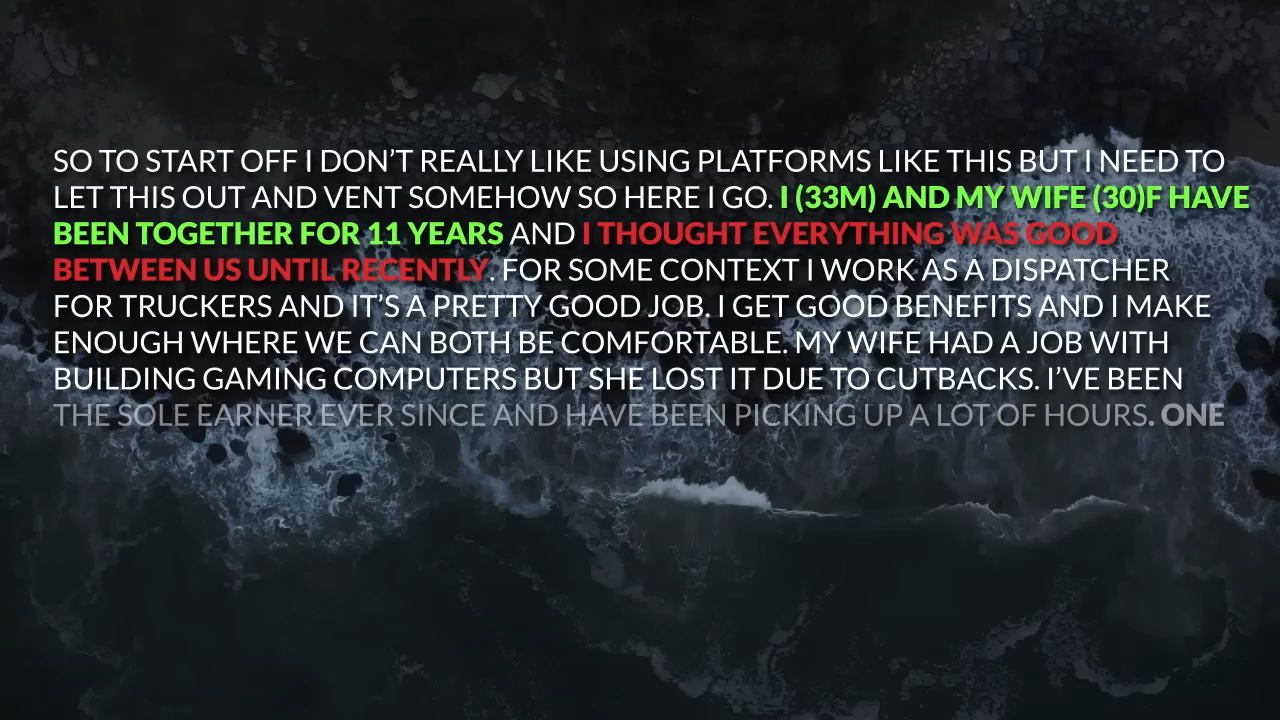 SO TO START OFF I DON’T REALLY LIKE USING PLATFORMS LIKE THIS BUT I NEED TO
LET THIS OUT AND VENT SOMEHOW SO HERE I GO. I (33M) AND MY WIFE (30)F HAVE
BEEN TOGETHER FOR 11 YEARS AND I THOUGHT EVERYTHING WAS GOOD
BETWEEN US UNTIL RECENTLY. FOR SOME CONTEXT I WORK AS A DISPATCHER
FOR TRUCKERS AND IT’S A PRETTY GOOD JOB. I GET GOOD BENEFITS AND I MAKE
ENOUGH WHERE WE CAN BOTH BE COMFORTABLE. MY WIFE HAD A JOB WITH
BUILDING GAMING COMPUTERS BUT SHE LOST IT DUE TO CUTBACKS. I’VE BEEN
THE SOLE EARNER EVER SINCE AND HAVE BEEN PICKING UP A LOT OF HOURS. ONE